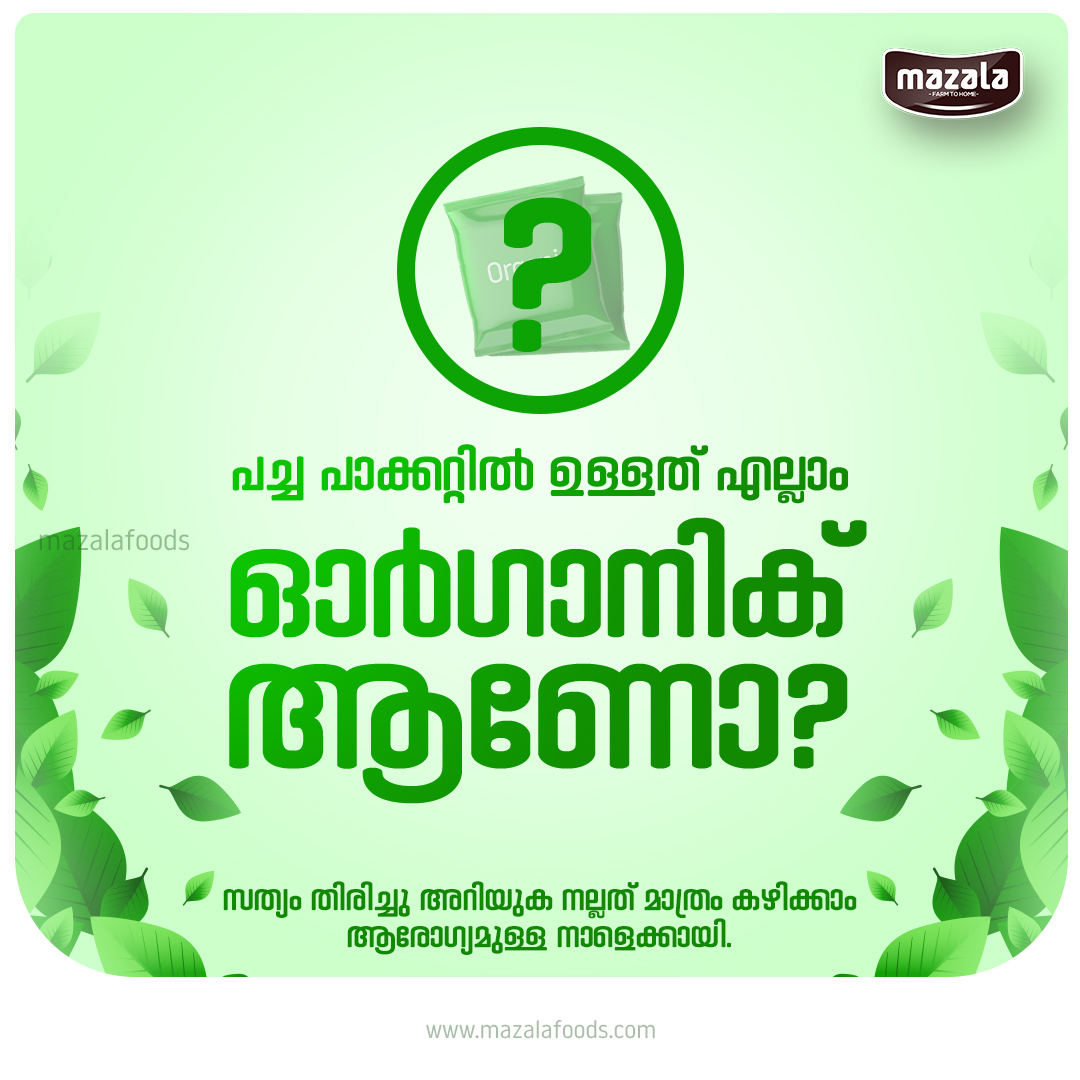 mazala
- FARM TO HOME-
പച്ച പാക്കറ്റിൽ ഉള്ളത് എല്ലാം
ഓർഗാനിക്
ആണോ?
mazalafoods
സത്യം തിരിച്ചു അറിയുക നല്ലത് മാത്രം കഴിക്കാം
ആരോഗ്യമുള്ള നാളെക്കായി.
www.mazalafoods.com